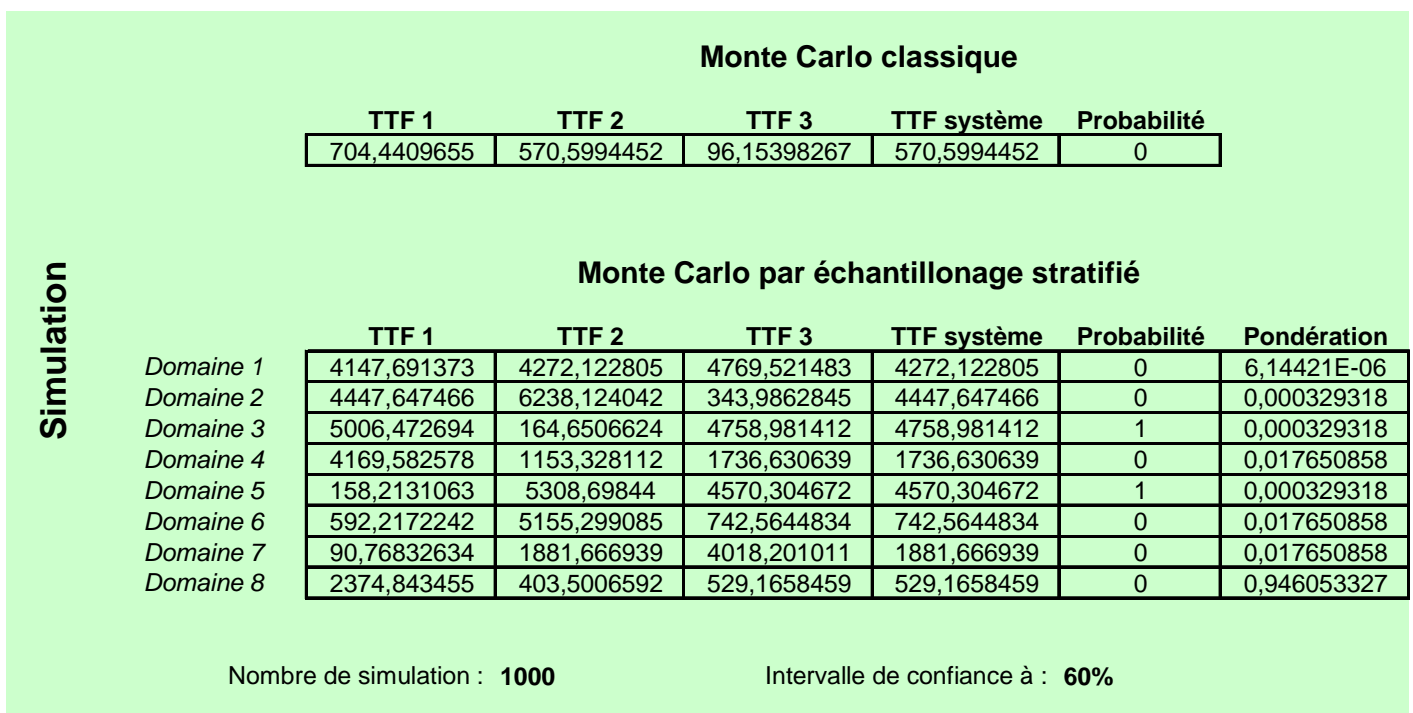 Monte Carlo classique
TTF 1 TTF 2 TTF 3 TTF système Probabilité
704,4409655 570,5994452 96,15398267 570,5994452 0
Simulation
Monte Carlo par échantillonage stratifié
TTF 1 TTF 2 TTF 3 TTF système Probabilité Pondération
Domaine 1 4147,691373 4272,122805 4769,521483 4272,122805 0 6,14421E-06
Domaine 2 4447,647466 6238,124042 343,9862845 4447,647466 0 0,000329318
Domaine 3 5006,472694 164,6506624 4758,981412 4758,981412 1 0,000329318
Domaine 4 4169,582578 1153,328112 1736,630639 1736,630639 0 0,017650858
Domaine 5 158,2131063 5308,69844 4570,304672 4570,304672 1 0,000329318
Domaine 6 592,2172242 5155,299085 742,5644834 742,5644834 0 0,017650858
Domaine 7 90,76832634 1881,666939 4018,201011 1881,666939 0 0,017650858
Domaine 8 2374,843455 403,5006592 529,1658459 529,1658459 0 0,946053327
Nombre de simulation : 1000 Intervalle de confiance à : 60%